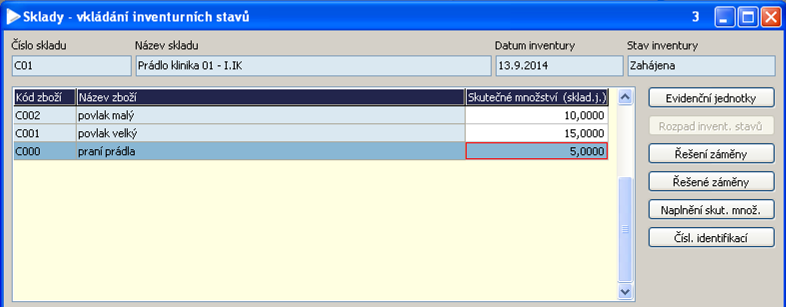 Sklady - vkládání inventurních stavů 3
Číslo skladu Název skladu Datum inventury Stav inventury
C01 Prádlo klinika 01 - I.IK 13.9.2014 Zahájena
Kód zboží Název zboží Skutečné množství (sklad.j.)
C002 povlak malý 10,0000
C001 povlak velký 15,0000
C000 praní prádla 5,0000
Evidenční jednotky
Rozpad invent. stavů
Řešení záměny
Řešené záměny
Naplnění skut. množ.
Čísl. identifikací